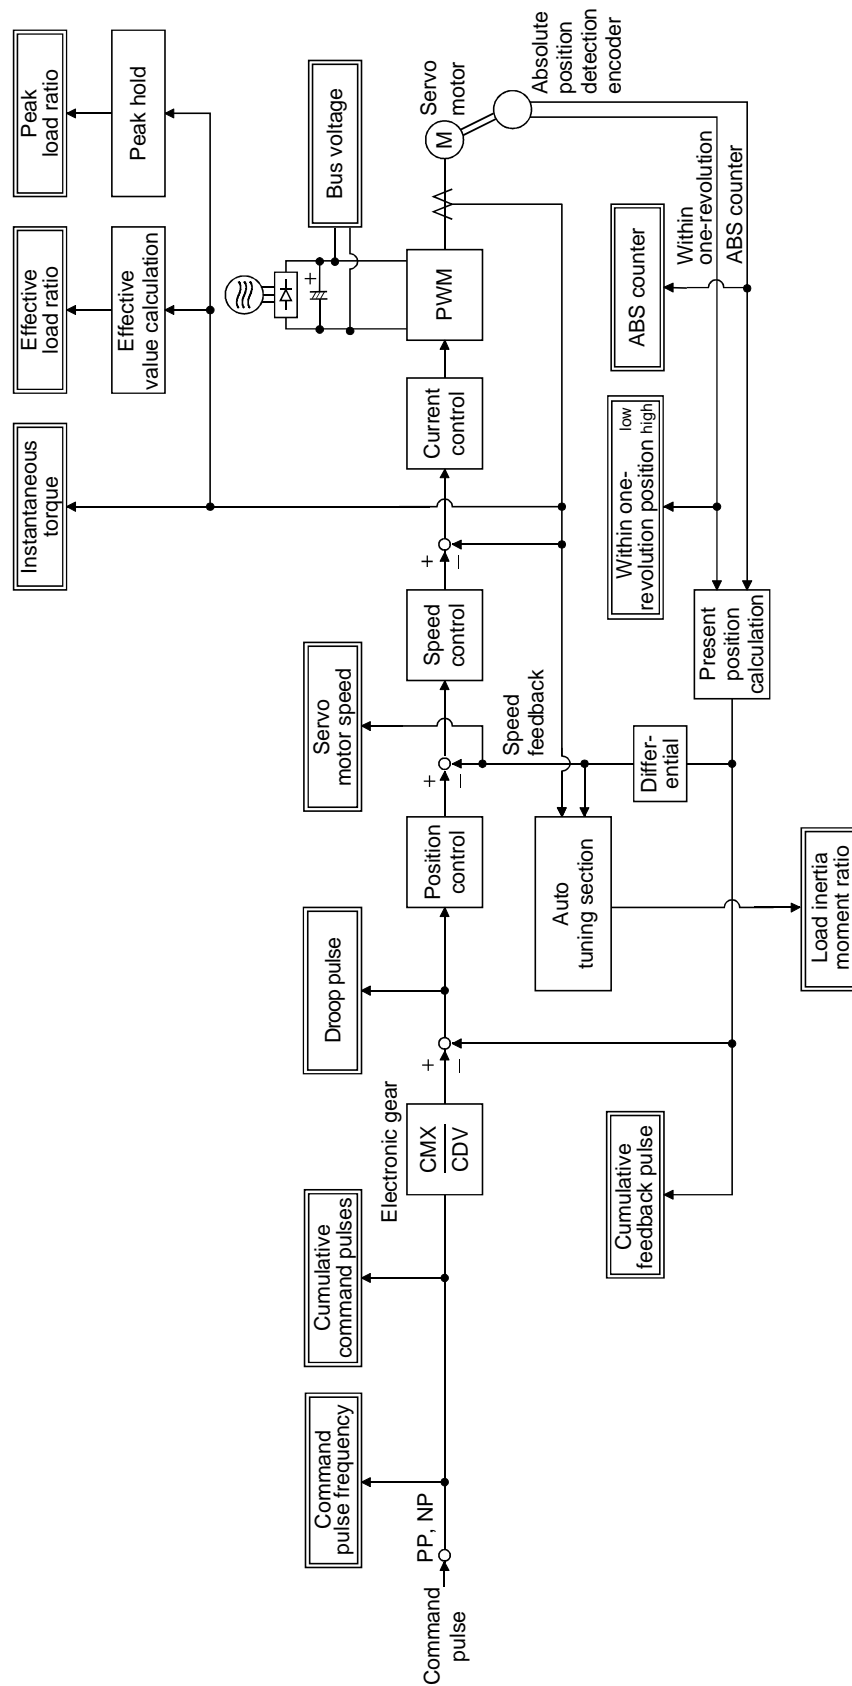 Command
pulse
PP, NP
Command
pulse frequency
Cumulative
command pulses
Electronic gear
CMX
CDV
+
−
Droop pulse
Position
control
+
−
Servo
motor speed
Speed
feedback
Speed
control
+
−
Current
control
PWM
+
Bus voltage
M
Servo
motor
Absolute
position
detection
encoder
Instantaneous
torque
Effective
load ratio
Effective
value calculation
Peak
load ratio
Peak hold
Cumulative
feedback pulse
Auto
tuning section
Load inertia
moment ratio
Differ-
ential
Present
position
calculation
Within one- low
revolution position high
ABS counter
Within
one-revolution
ABS counter